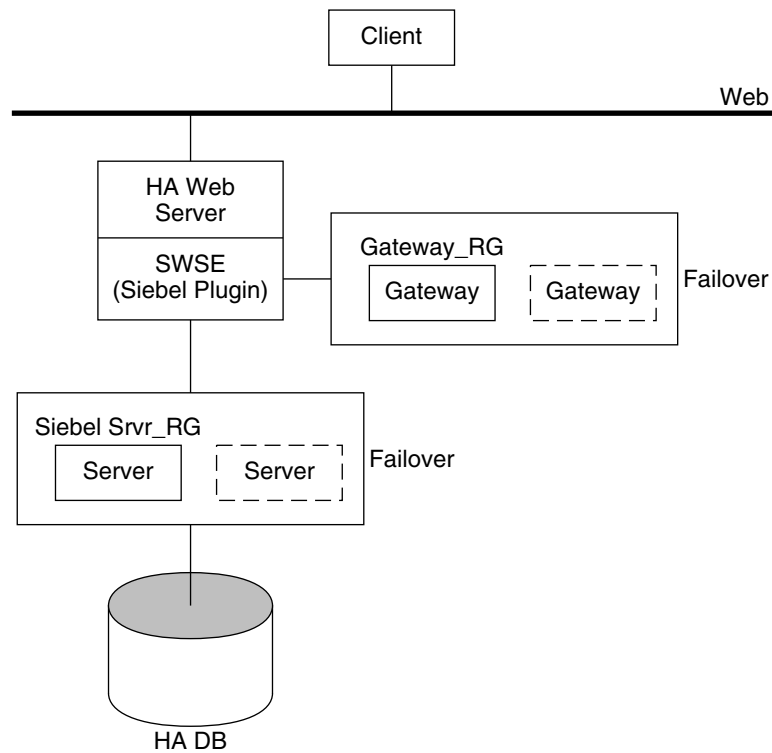 Client
Web
HA Web
Server
SWSE
(Siebel Plugin)
Gateway_RG
Gateway
Gateway
Failover
Siebel Srvr_RG
Server
Server
Failover
HA DB